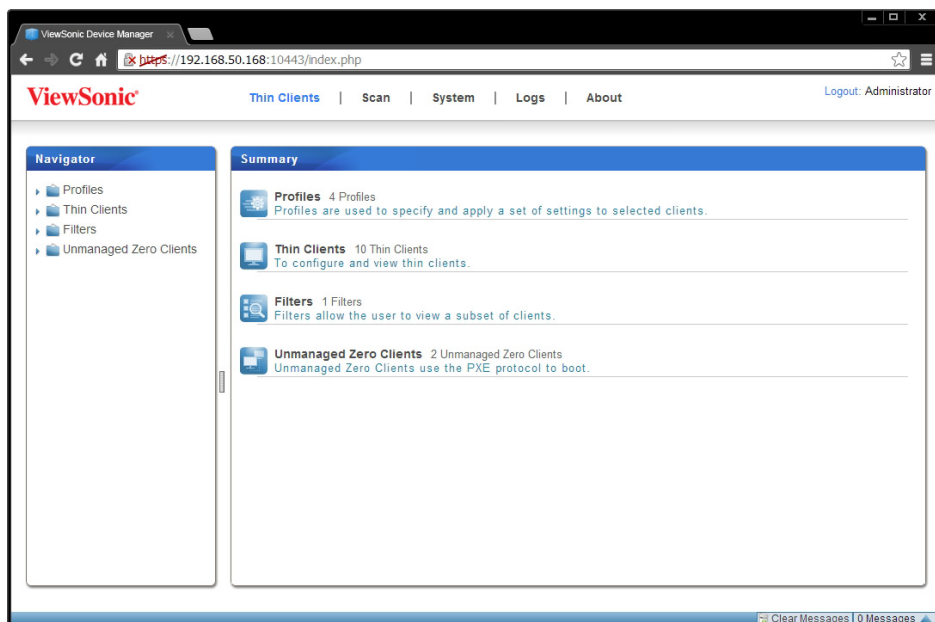 ViewSonic Device Manager
https://192.168.50.168:10443/index.php
ViewSonic®
Thin Clients | Scan | System | Logs | About
Logout: Administrator
Navigator
Profiles
Thin Clients
Filters
Unmanaged Zero Clients
Summary
Profiles 4 Profiles
Profiles are used to specify and apply a set of settings to selected clients.
Thin Clients 10 Thin Clients
To configure and view thin clients.
Filters 1 Filters
Filters allow the user to view a subset of clients.
Unmanaged Zero Clients 2 Unmanaged Zero Clients
Unmanaged Zero Clients use the PXE protocol to boot.
Clear Messages | 0 Messages